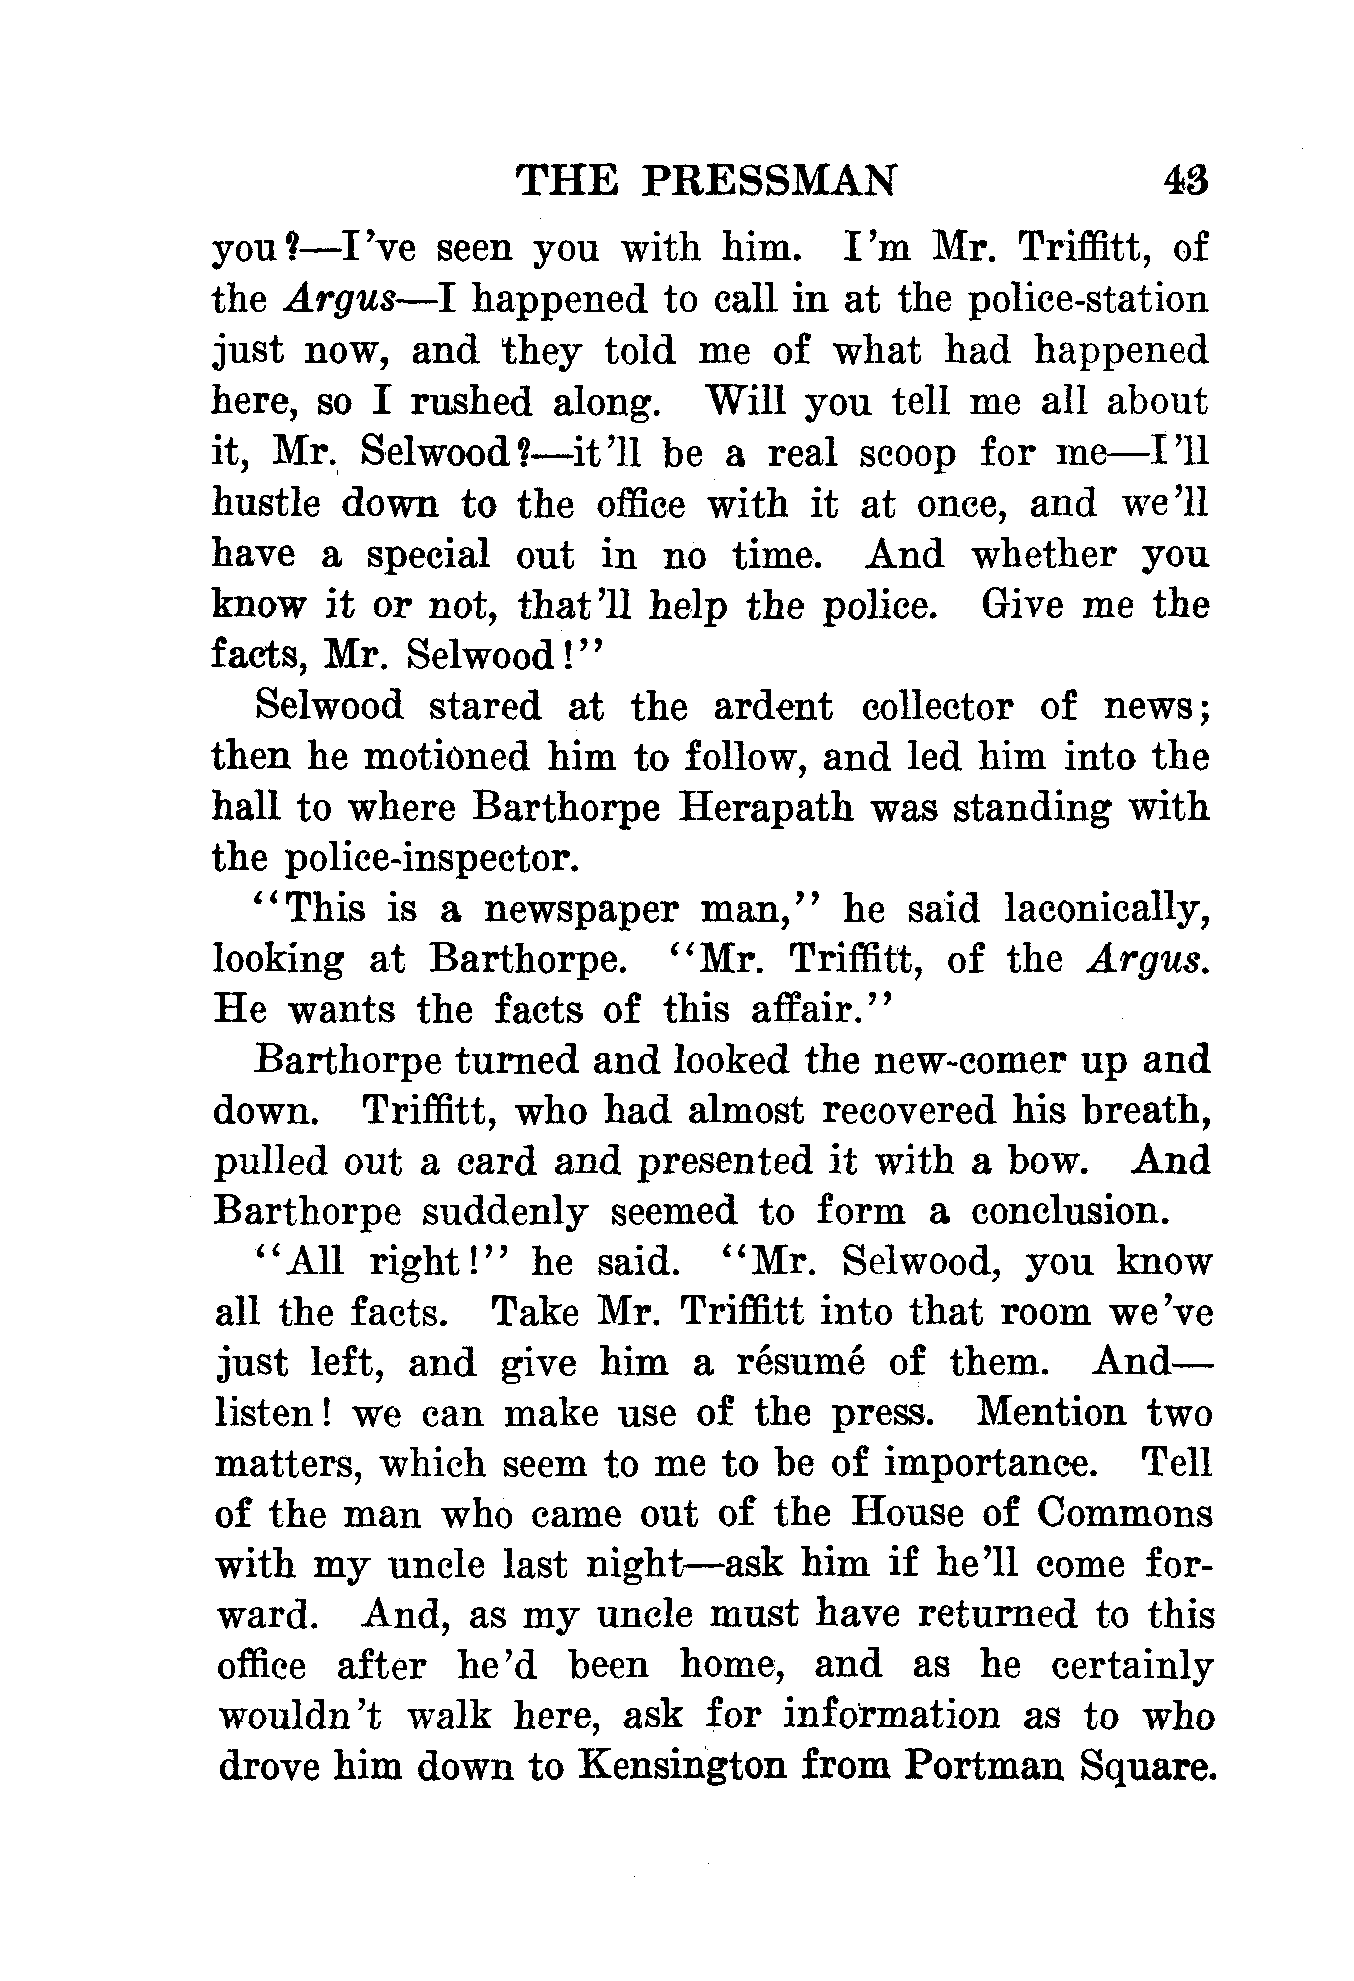 THE PRESSMAN 43
you?—I've seen you with him. I'm Mr. Triffitt, of
the Argus—I happened to call in at the police-station
just now, and they told me of what had happened
here, so I rushed along. Will you tell me all about
it, Mr. Selwood?—it'll be a real scoop for me—I'll
hustle down to the office with it at once, and we'll
have a special out in no time. And whether you
know it or not, that'll help the police. Give me the
facts, Mr. Selwood!"
Selwood stared at the ardent collector of news;
then he motioned him to follow, and led him into the
hall to where Barthorpe Herapath was standing with
the police-inspector.
"This is a newspaper man," he said laconically,
looking at Barthorpe. "Mr. Triffitt, of the Argus.
He wants the facts of this affair."
Barthorpe turned and looked the new-comer up and
down. Triffitt, who had almost recovered his breath,
pulled out a card and presented it with a bow. And
Barthorpe suddenly seemed to form a conclusion.
"All right!" he said. "Mr. Selwood, you know
all the facts. Take Mr. Triffitt into that room we've
just left, and give him a résumé of them. And—
listen! we can make use of the press. Mention two
matters, which seem to me to be of importance. Tell
of the man who came out of the House of Commons
with my uncle last night—ask him if he'll come for-
ward. And, as my uncle must have returned to this
office after he'd been home, and as he certainly
wouldn't walk here, ask for information as to who
drove him down to Kensington from Portman Square.